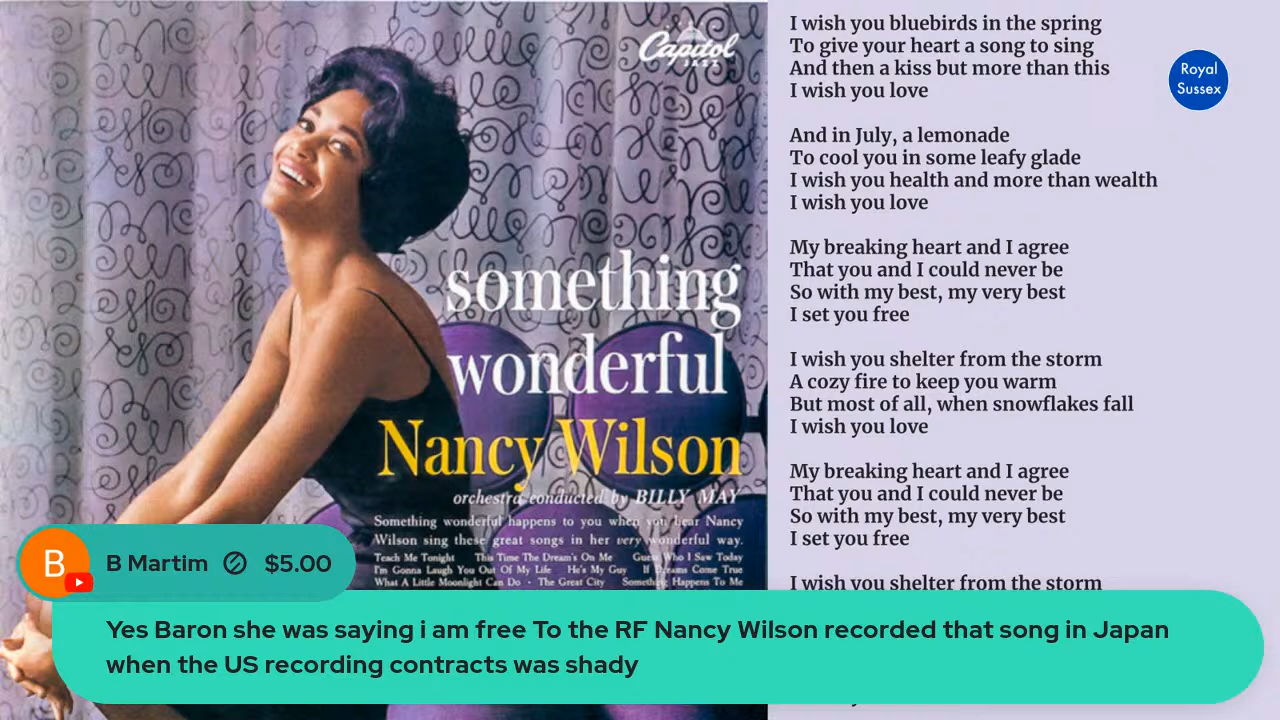 Capitol
JAZZ
something
wonderful
Nancy Wilson
orchestra conducted by BILLY MAY
Something wonderful happens to you when you hear Nancy
Wilson sing these great songs in her very wonderful way.
Teach Me Tonight This Time The Dream's On Me Guess Who I Saw Today
I'm Gonna Laugh You Out Of My Life He's My Guy If Dreams Come True
What A Little Moonlight Can Do · The Great City Something Happens To Me
I wish you bluebirds in the spring
To give your heart a song to sing
And then a kiss but more than this
I wish you love
And in July, a lemonade
To cool you in some leafy glade
I wish you health and more than wealth
I wish you love
My breaking heart and I agree
That you and I could never be
So with my best, my very best
I set you free
I wish you shelter from the storm
A cozy fire to keep you warm
But most of all, when snowflakes fall
I wish you love
My breaking heart and I agree
That you and I could never be
So with my best, my very best
I set you free
I wish you shelter from the storm
Royal
Sussex
B
B Martim $5.00
Yes Baron she was saying i am free To the RF Nancy Wilson recorded that song in Japan
when the US recording contracts was shady